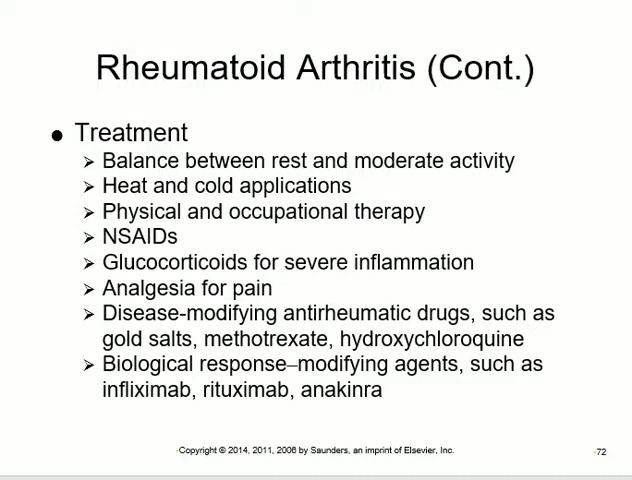 Rheumatoid Arthritis (Cont.)
● Treatment
➢ Balance between rest and moderate activity
➢ Heat and cold applications
➢ Physical and occupational therapy
➢ NSAIDs
➢ Glucocorticoids for severe inflammation
➢ Analgesia for pain
➢ Disease-modifying antirheumatic drugs, such as
gold salts, methotrexate, hydroxychloroquine
➢ Biological response–modifying agents, such as
infliximab, rituximab, anakinra
Copyright © 2014, 2011, 2006 by Saunders, an imprint of Elsevier, Inc.
72